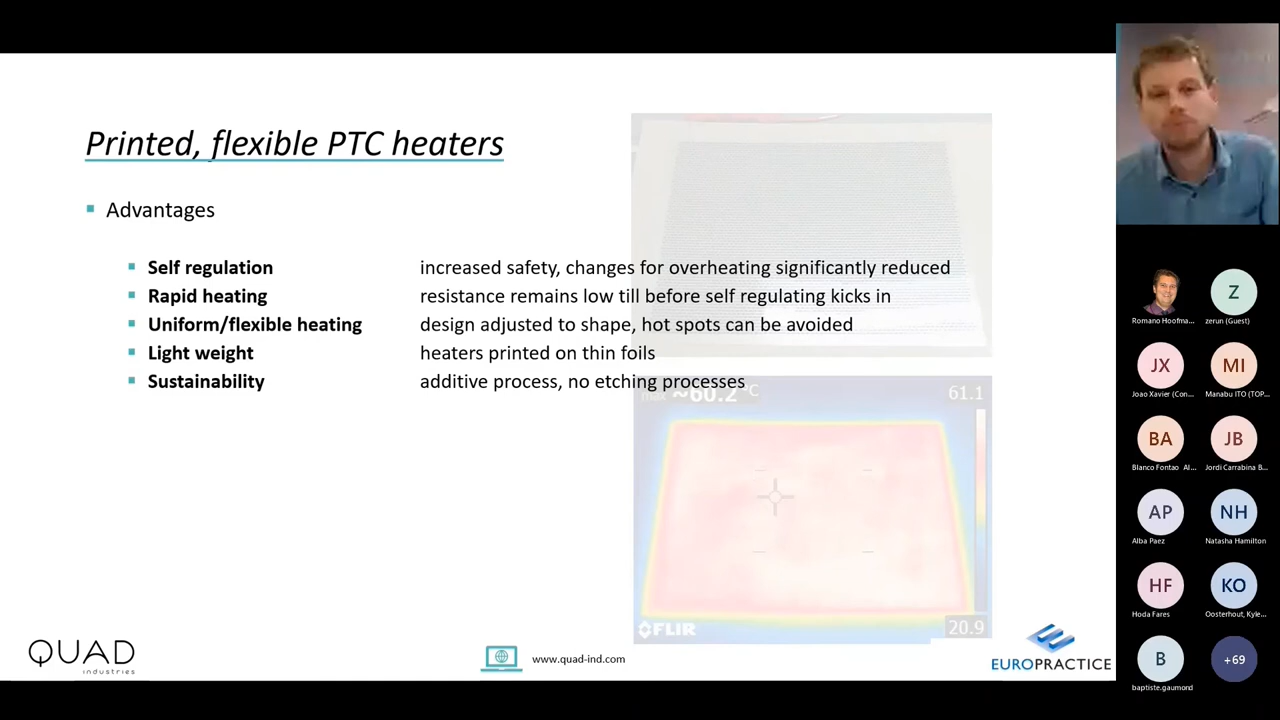 Printed, flexible PTC heaters
Advantages
Self regulation increased safety, changes for overheating significantly reduced
Rapid heating resistance remains low till before self regulating kicks in
Uniform/flexible heating design adjusted to shape, hot spots can be avoided
Light weight heaters printed on thin foils
Sustainability additive process, no etching processes
max ~60.2 °C 61.1
FLIR 20.9
QUAD
industries
www.quad-ind.com
EUROPRACTICE
Z
Romano Hoofma... zerun (Guest)
JX MI
Joao Xavier (Con... Manabu ITO (TOP...
BA JB
Blanco Fontao Al... Jordi Carrabina B...
AP NH
Alba Paez Natasha Hamilton
HF KO
Hoda Fares Oosterhout, Kyle...
B +69
baptiste.gaumond